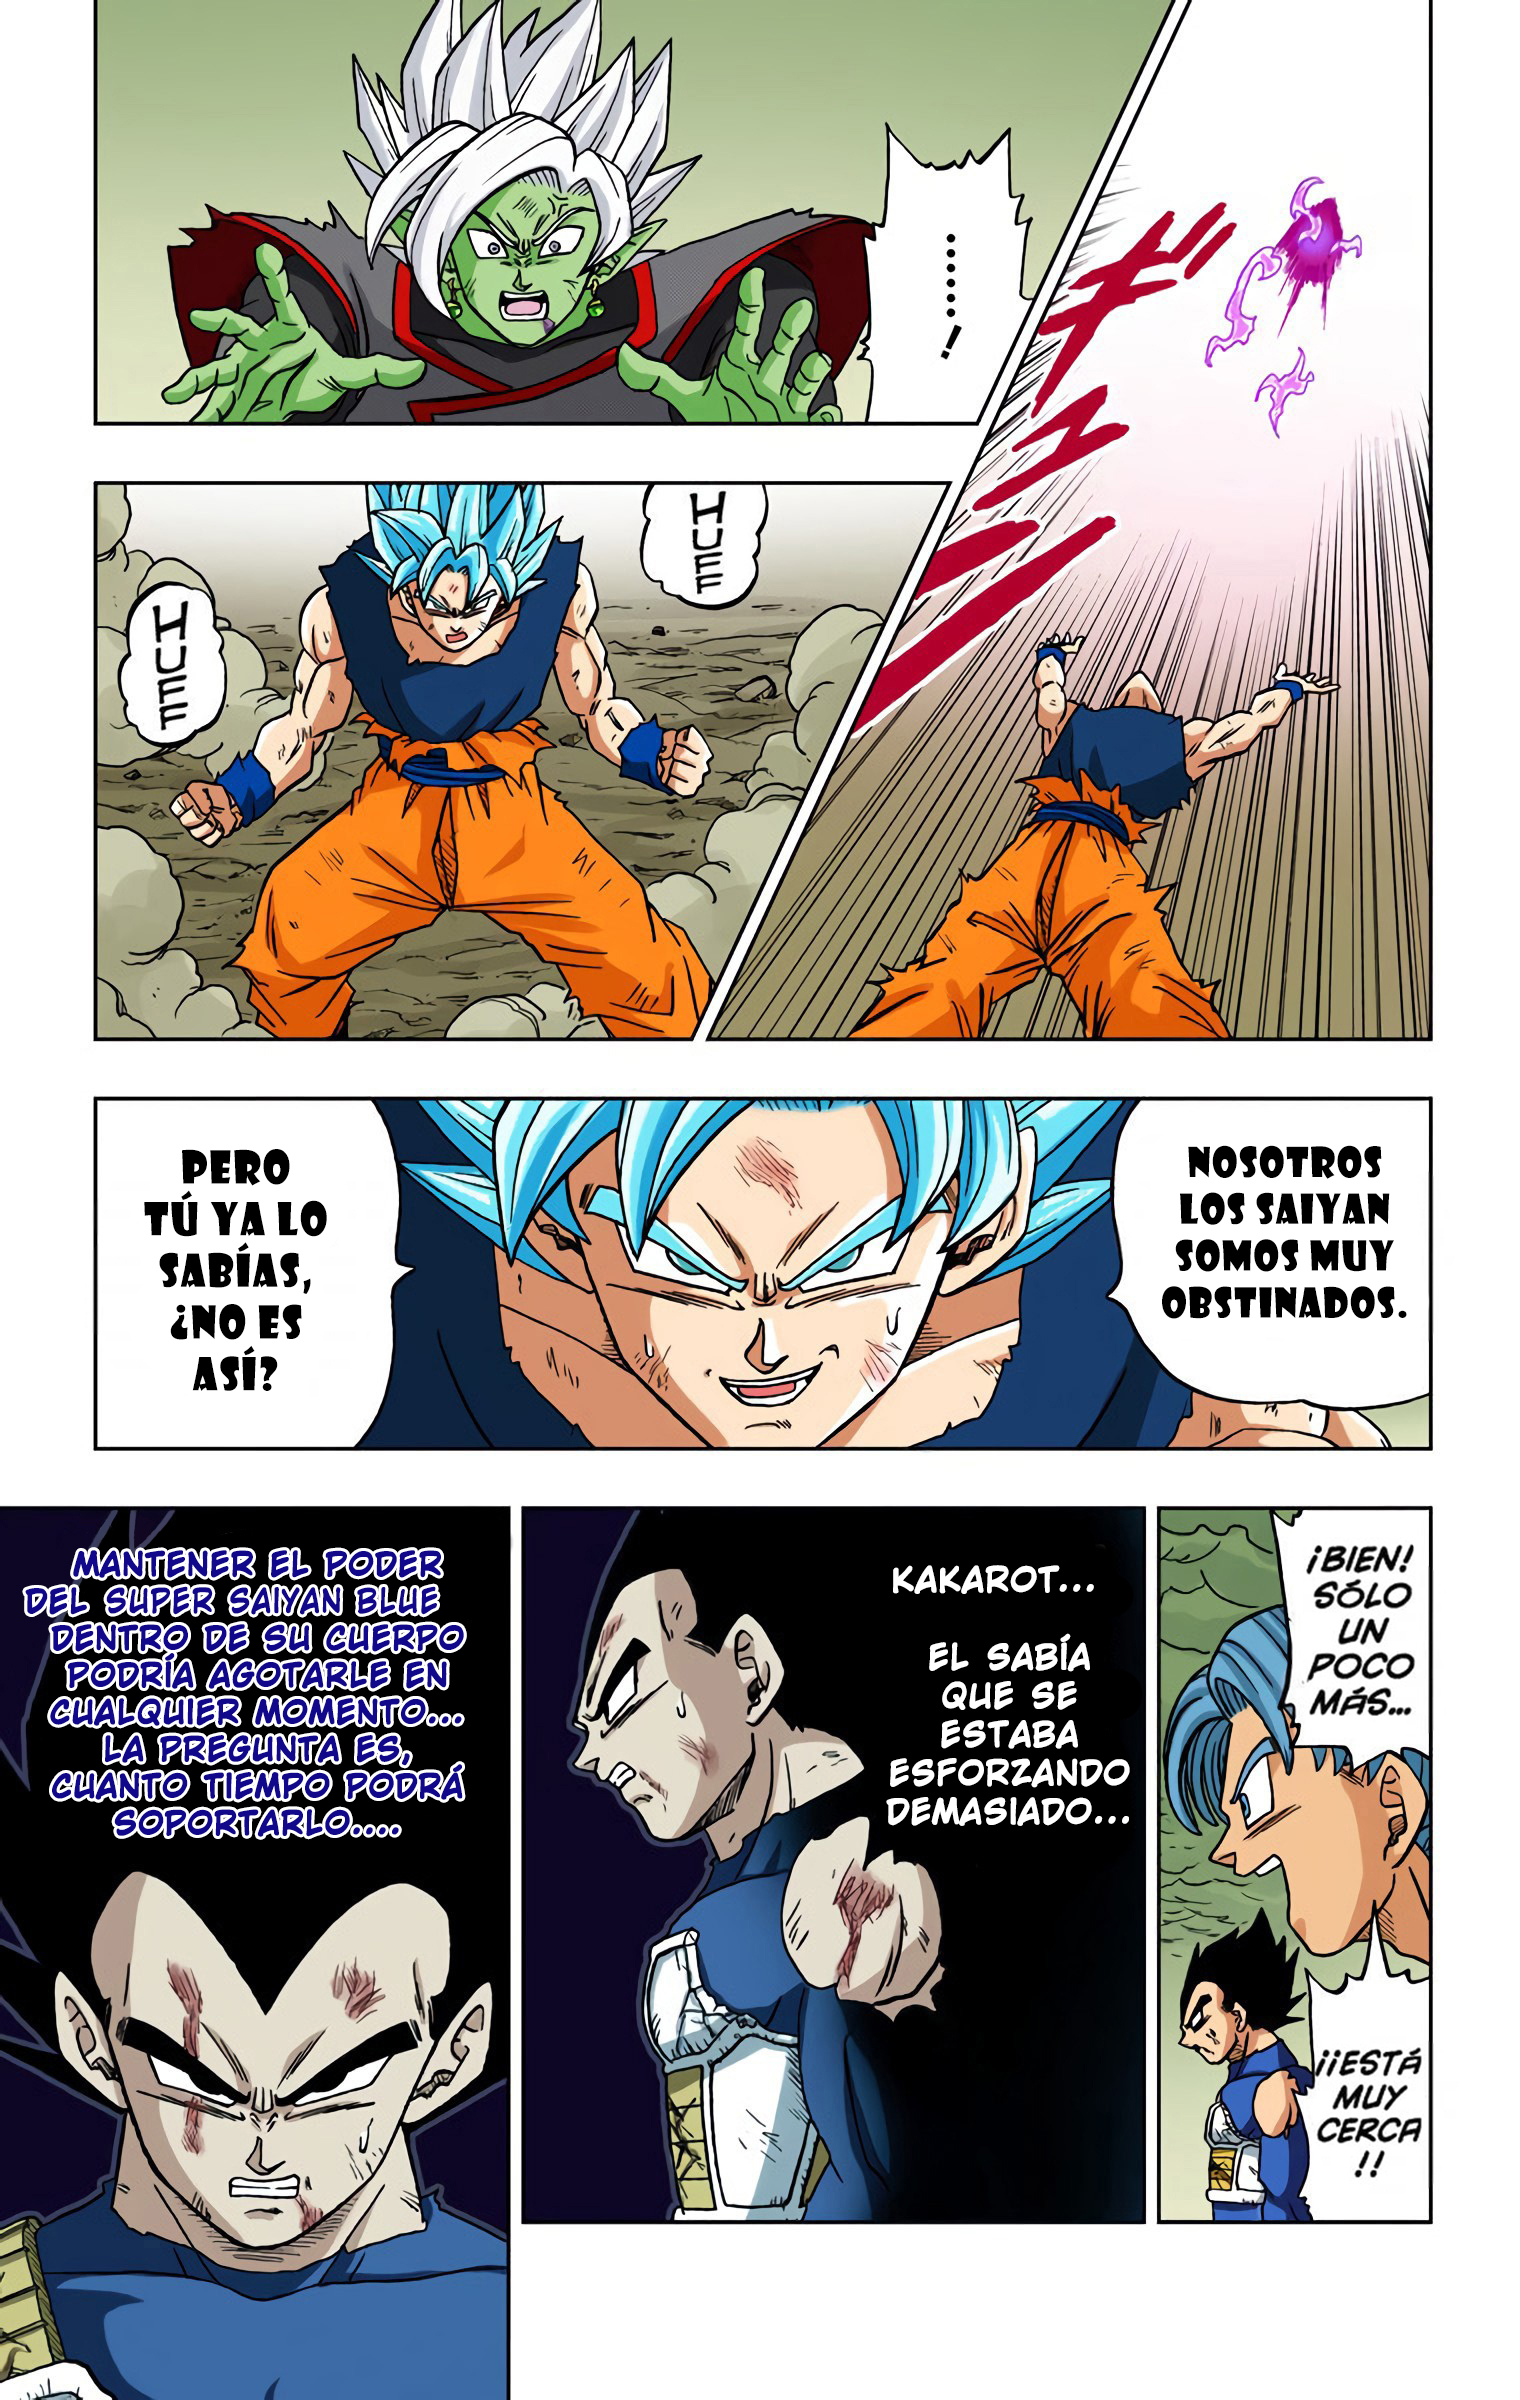 ギュン
......!
HUFF
HUFF
NOSOTROS
LOS SAIYAN
SOMOS MUY
OBSTINADOS.
PERO
TÚ YA LO
SABÍAS,
¿NO ES
ASÍ?
¡BIEN!
SÓLO
UN
POCO
MÁS...
¡¡ESTÁ
MUY
CERCA
!!
KAKAROT...
EL SABÍA
QUE SE
ESTABA
ESFORZANDO
DEMASIADO...
MANTENER EL PODER
DEL SUPER SAIYAN BLUE
DENTRO DE SU CUERPO
PODRÍA AGOTARLE EN
CUALQUIER MOMENTO...
LA PREGUNTA ES,
CUANTO TIEMPO PODRÁ
SOPORTARLO....